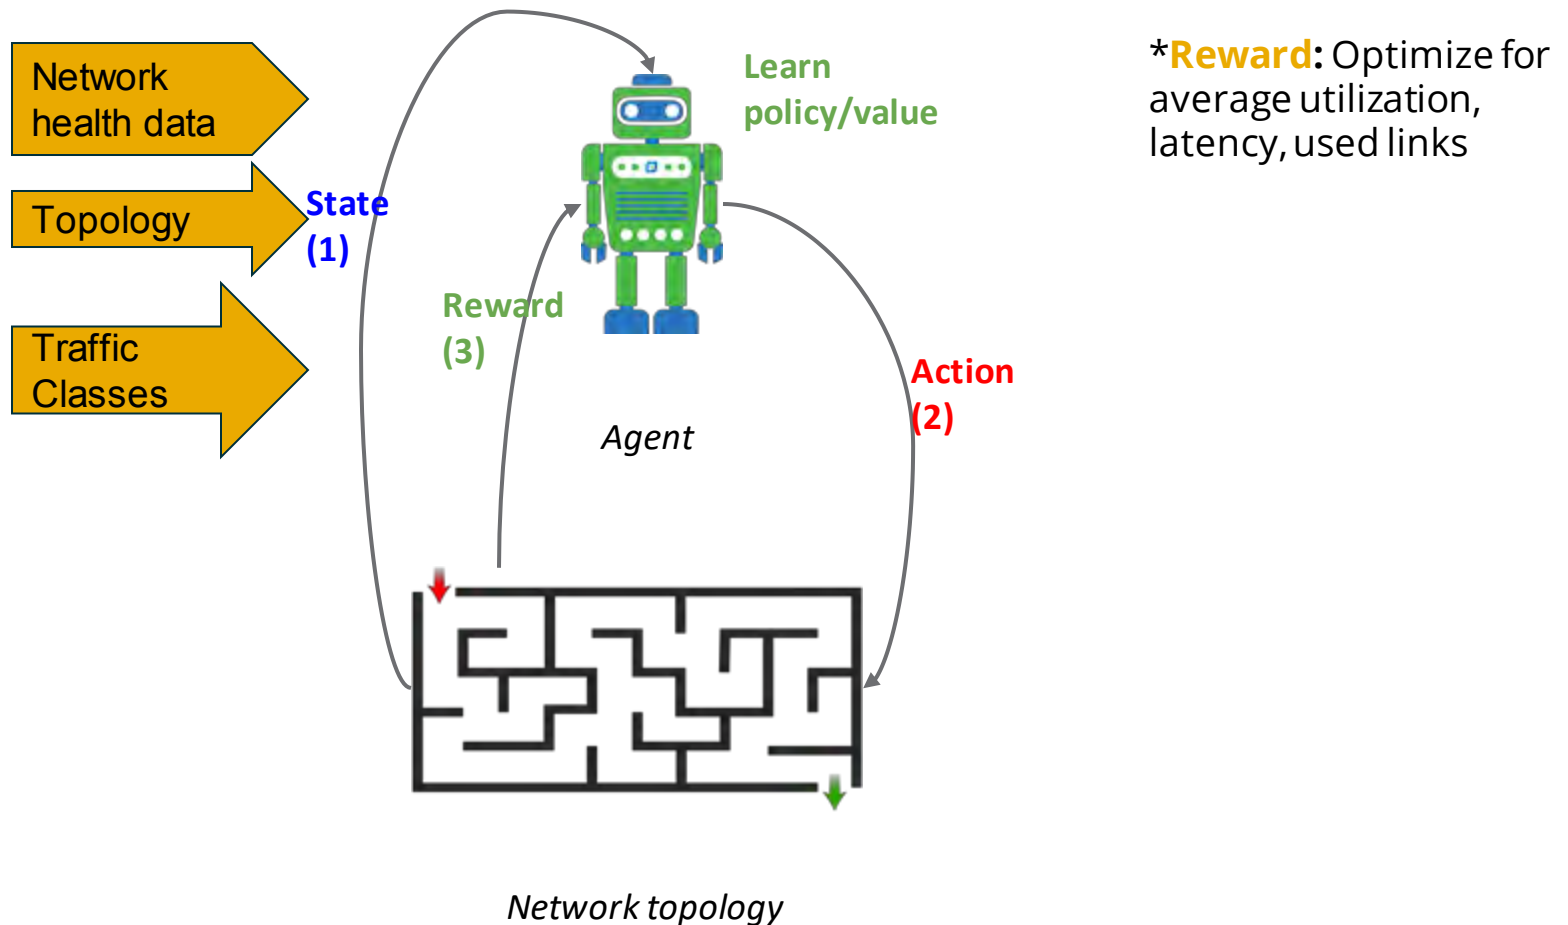 Network
health data
Topology
Traffic
Classes
State
(1)
Learn
policy/value
Reward
(3)
Action
(2)
Agent
Network topology
*Reward: Optimize for
average utilization,
latency, used links